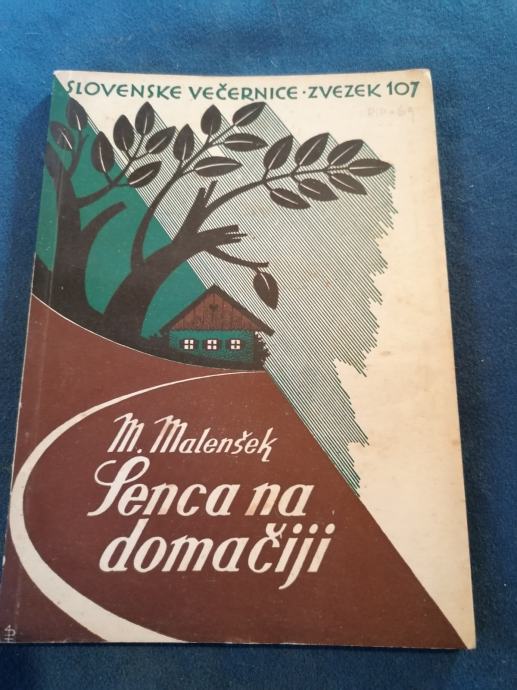 SLOVENSKE VEČERNICE · ZVEZEK 107
M. Malenšek
Senca na
domačiji